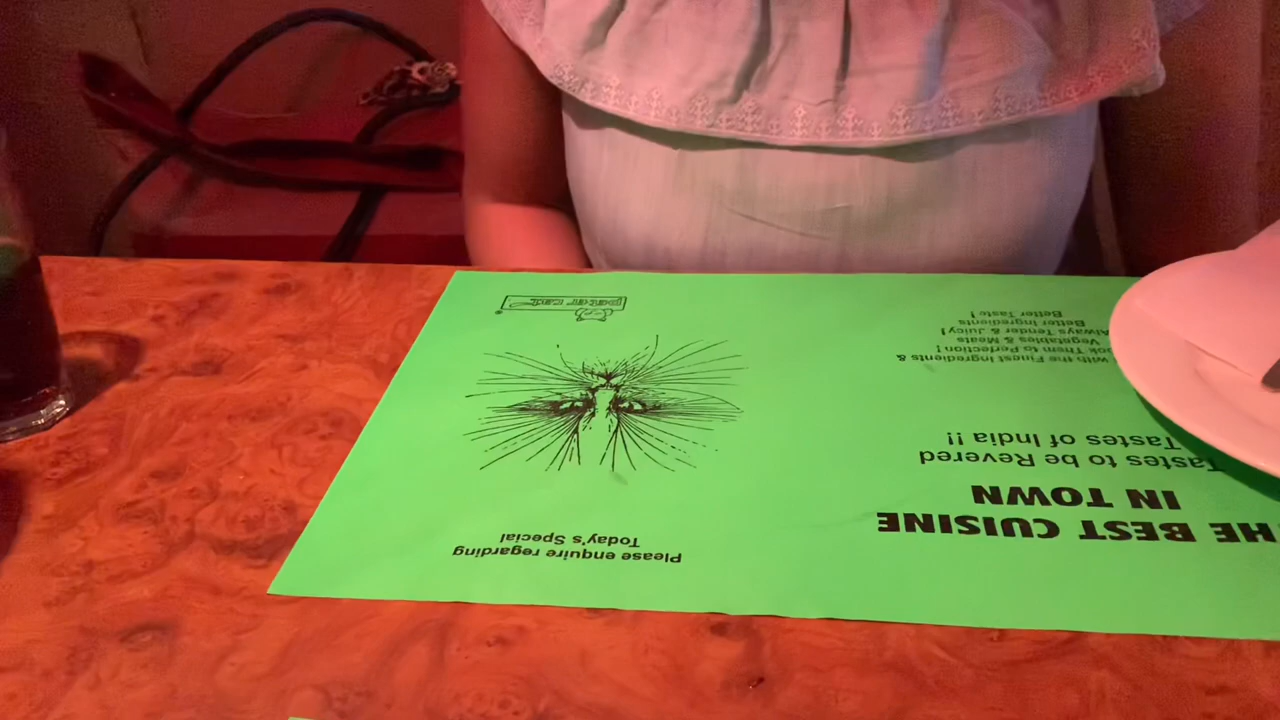 THE BEST CUISINE
IN TOWN
Tastes to be Revered
Tastes of India !!
with the Finest Ingredients &
Cook Them to Perfection !
Vegetables & Meats
Always Tender & Juicy !
Better Ingredients
Better Taste !
Please enquire regarding
Today's Special
peter cat